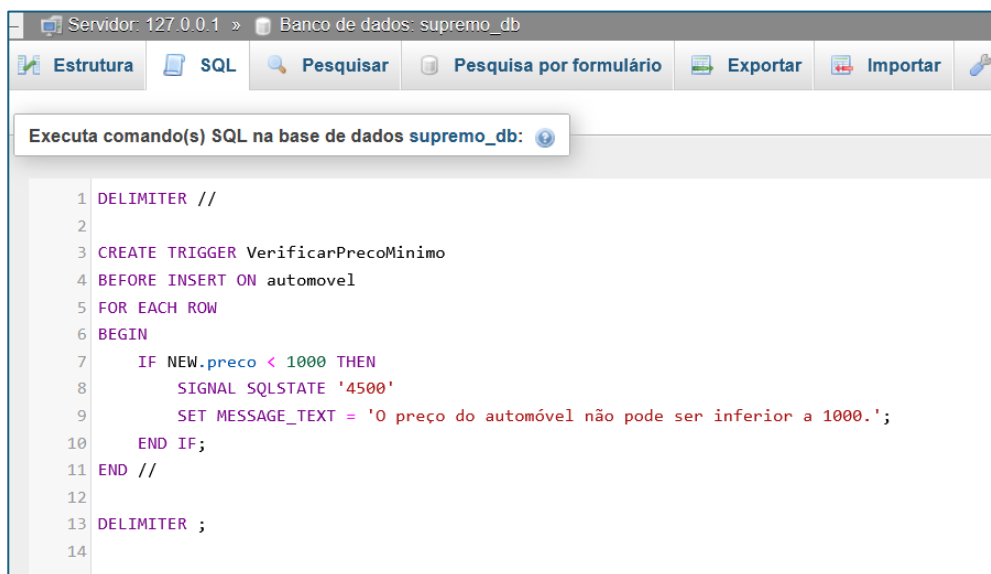 Servidor: 127.0.0.1 » Banco de dados: supremo_db
Estrutura SQL Pesquisar Pesquisa por formulário Exportar Importar
Executa comando(s) SQL na base de dados supremo_db:
1 DELIMITER //
2
3 CREATE TRIGGER VerificarPrecoMinimo
4 BEFORE INSERT ON automovel
5 FOR EACH ROW
6 BEGIN
7 IF NEW.preco < 1000 THEN
8 SIGNAL SQLSTATE '4500'
9 SET MESSAGE_TEXT = 'O preço do automóvel não pode ser inferior a 1000.';
10 END IF;
11 END //
12
13 DELIMITER ;
14